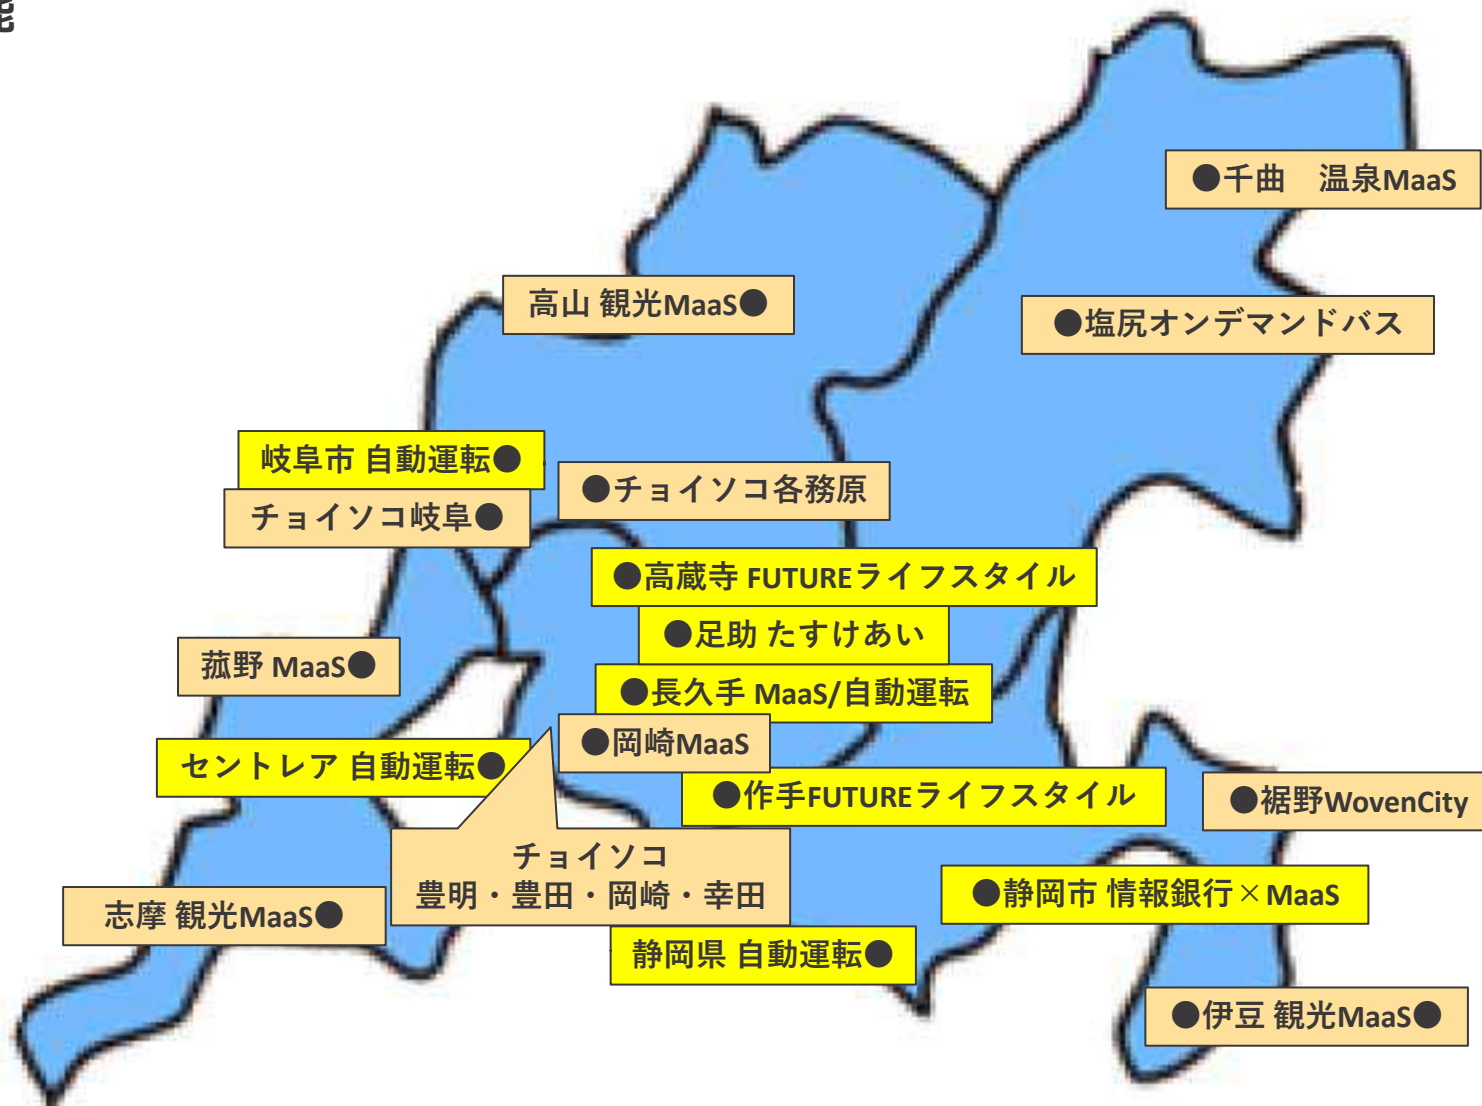 ●千曲　温泉MaaS
高山 観光MaaS●
●塩尻オンデマンドバス
岐阜市 自動運転●
●チョイソコ各務原
チョイソコ岐阜●
●高蔵寺 FUTUREライフスタイル
●足助 たすけあい
菰野 MaaS●
●長久手 MaaS/自動運転
●岡崎MaaS
セントレア 自動運転●
●作手FUTUREライフスタイル
●裾野WovenCity
チョイソコ
豊明・豊田・岡崎・幸田
●静岡市 情報銀行×MaaS
志摩 観光MaaS●
静岡県 自動運転●
●伊豆 観光MaaS●